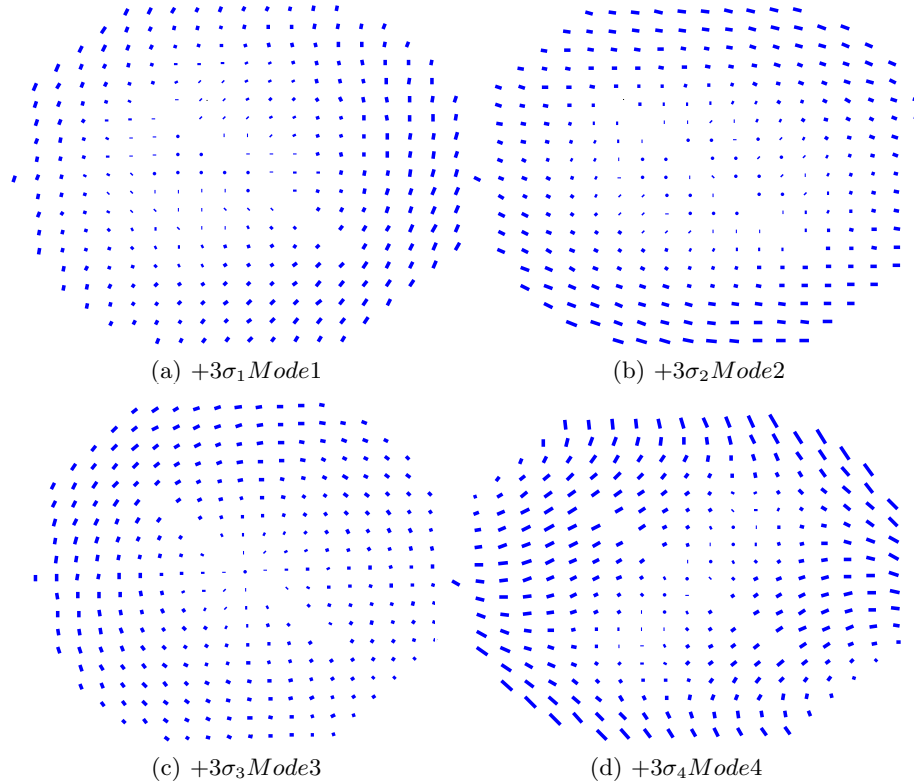 (a) +3σ₁Mode1
(b) +3σ₂Mode2
(c) +3σ₃Mode3
(d) +3σ₄Mode4